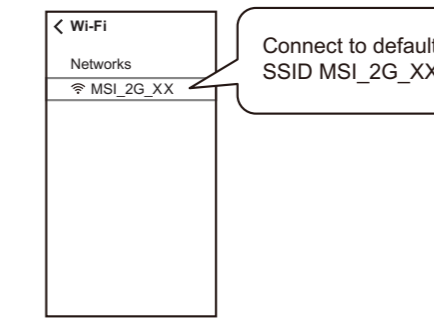 Wi-Fi
Networks
MSI_2G_XX
Connect to default
SSID MSI_2G_XX